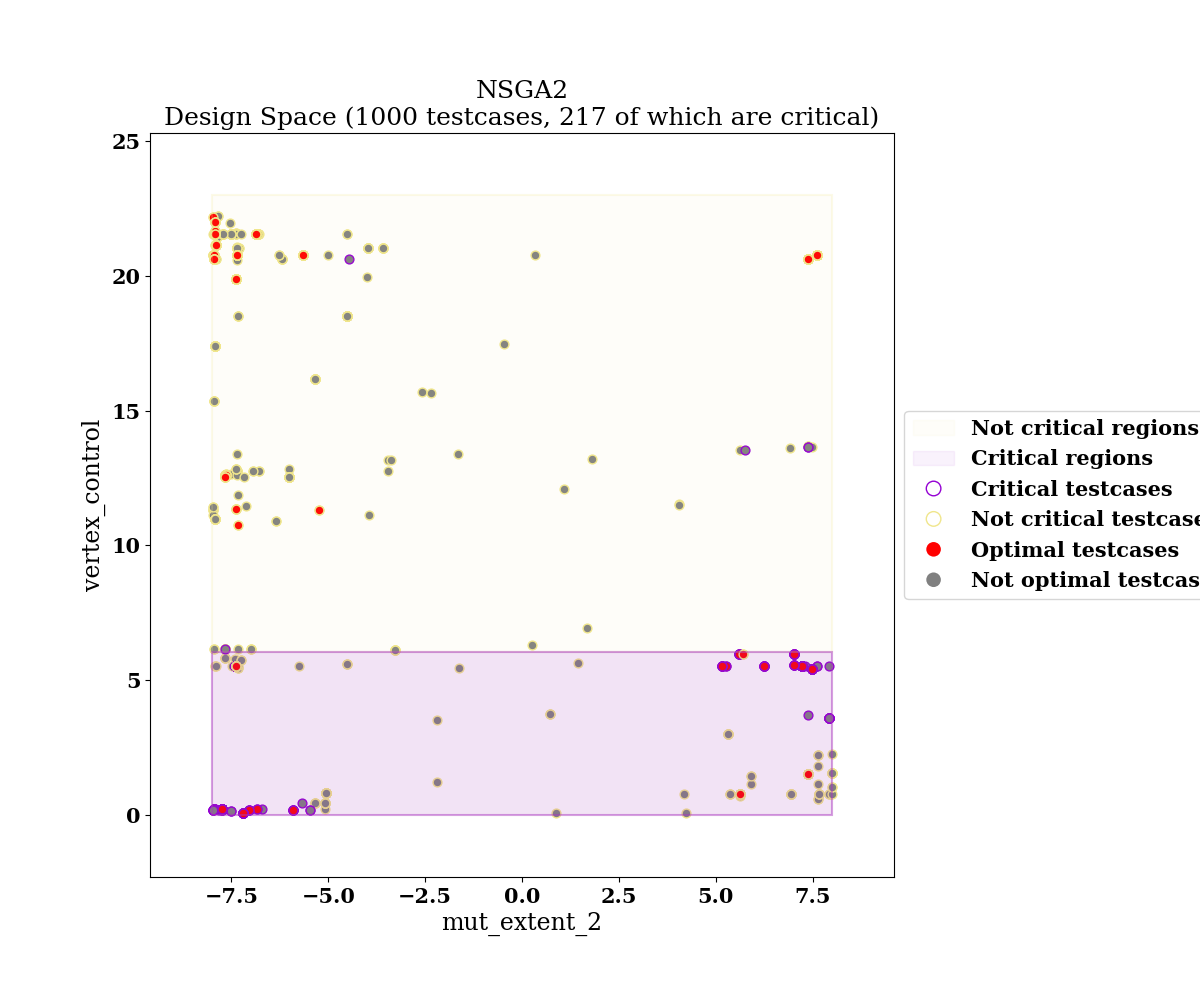 NSGA2
Design Space (1000 testcases, 217 of which are critical)
25
20
15
10
5
0
vertex_control
−7.5
−5.0
−2.5
0.0
2.5
5.0
7.5
mut_extent_2
Not critical regions
Critical regions
Critical testcases
Not critical testcase
Optimal testcases
Not optimal testcas